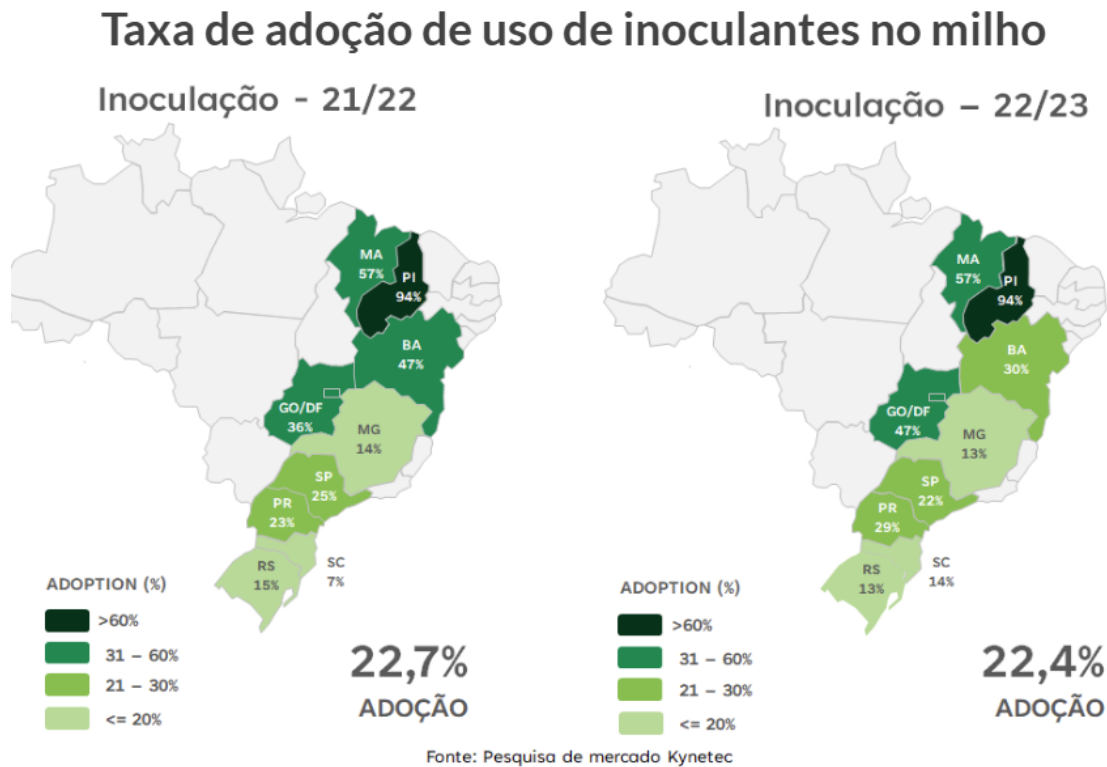 Taxa de adoção de uso de inoculantes no milho
Inoculação - 21/22
MA
57%
PI
94%
BA
47%
GO/DF
36%
MG
14%
SP
25%
PR
23%
SC
7%
RS
15%
ADOPTION (%)
>60%
31 – 60%
21 – 30%
<= 20%
22,7%
ADOÇÃO
Inoculação – 22/23
MA
57%
PI
94%
BA
30%
GO/DF
47%
MG
13%
SP
22%
PR
29%
SC
14%
RS
13%
ADOPTION (%)
>60%
31 – 60%
21 – 30%
<= 20%
22,4%
ADOÇÃO
Fonte: Pesquisa de mercado Kynetec